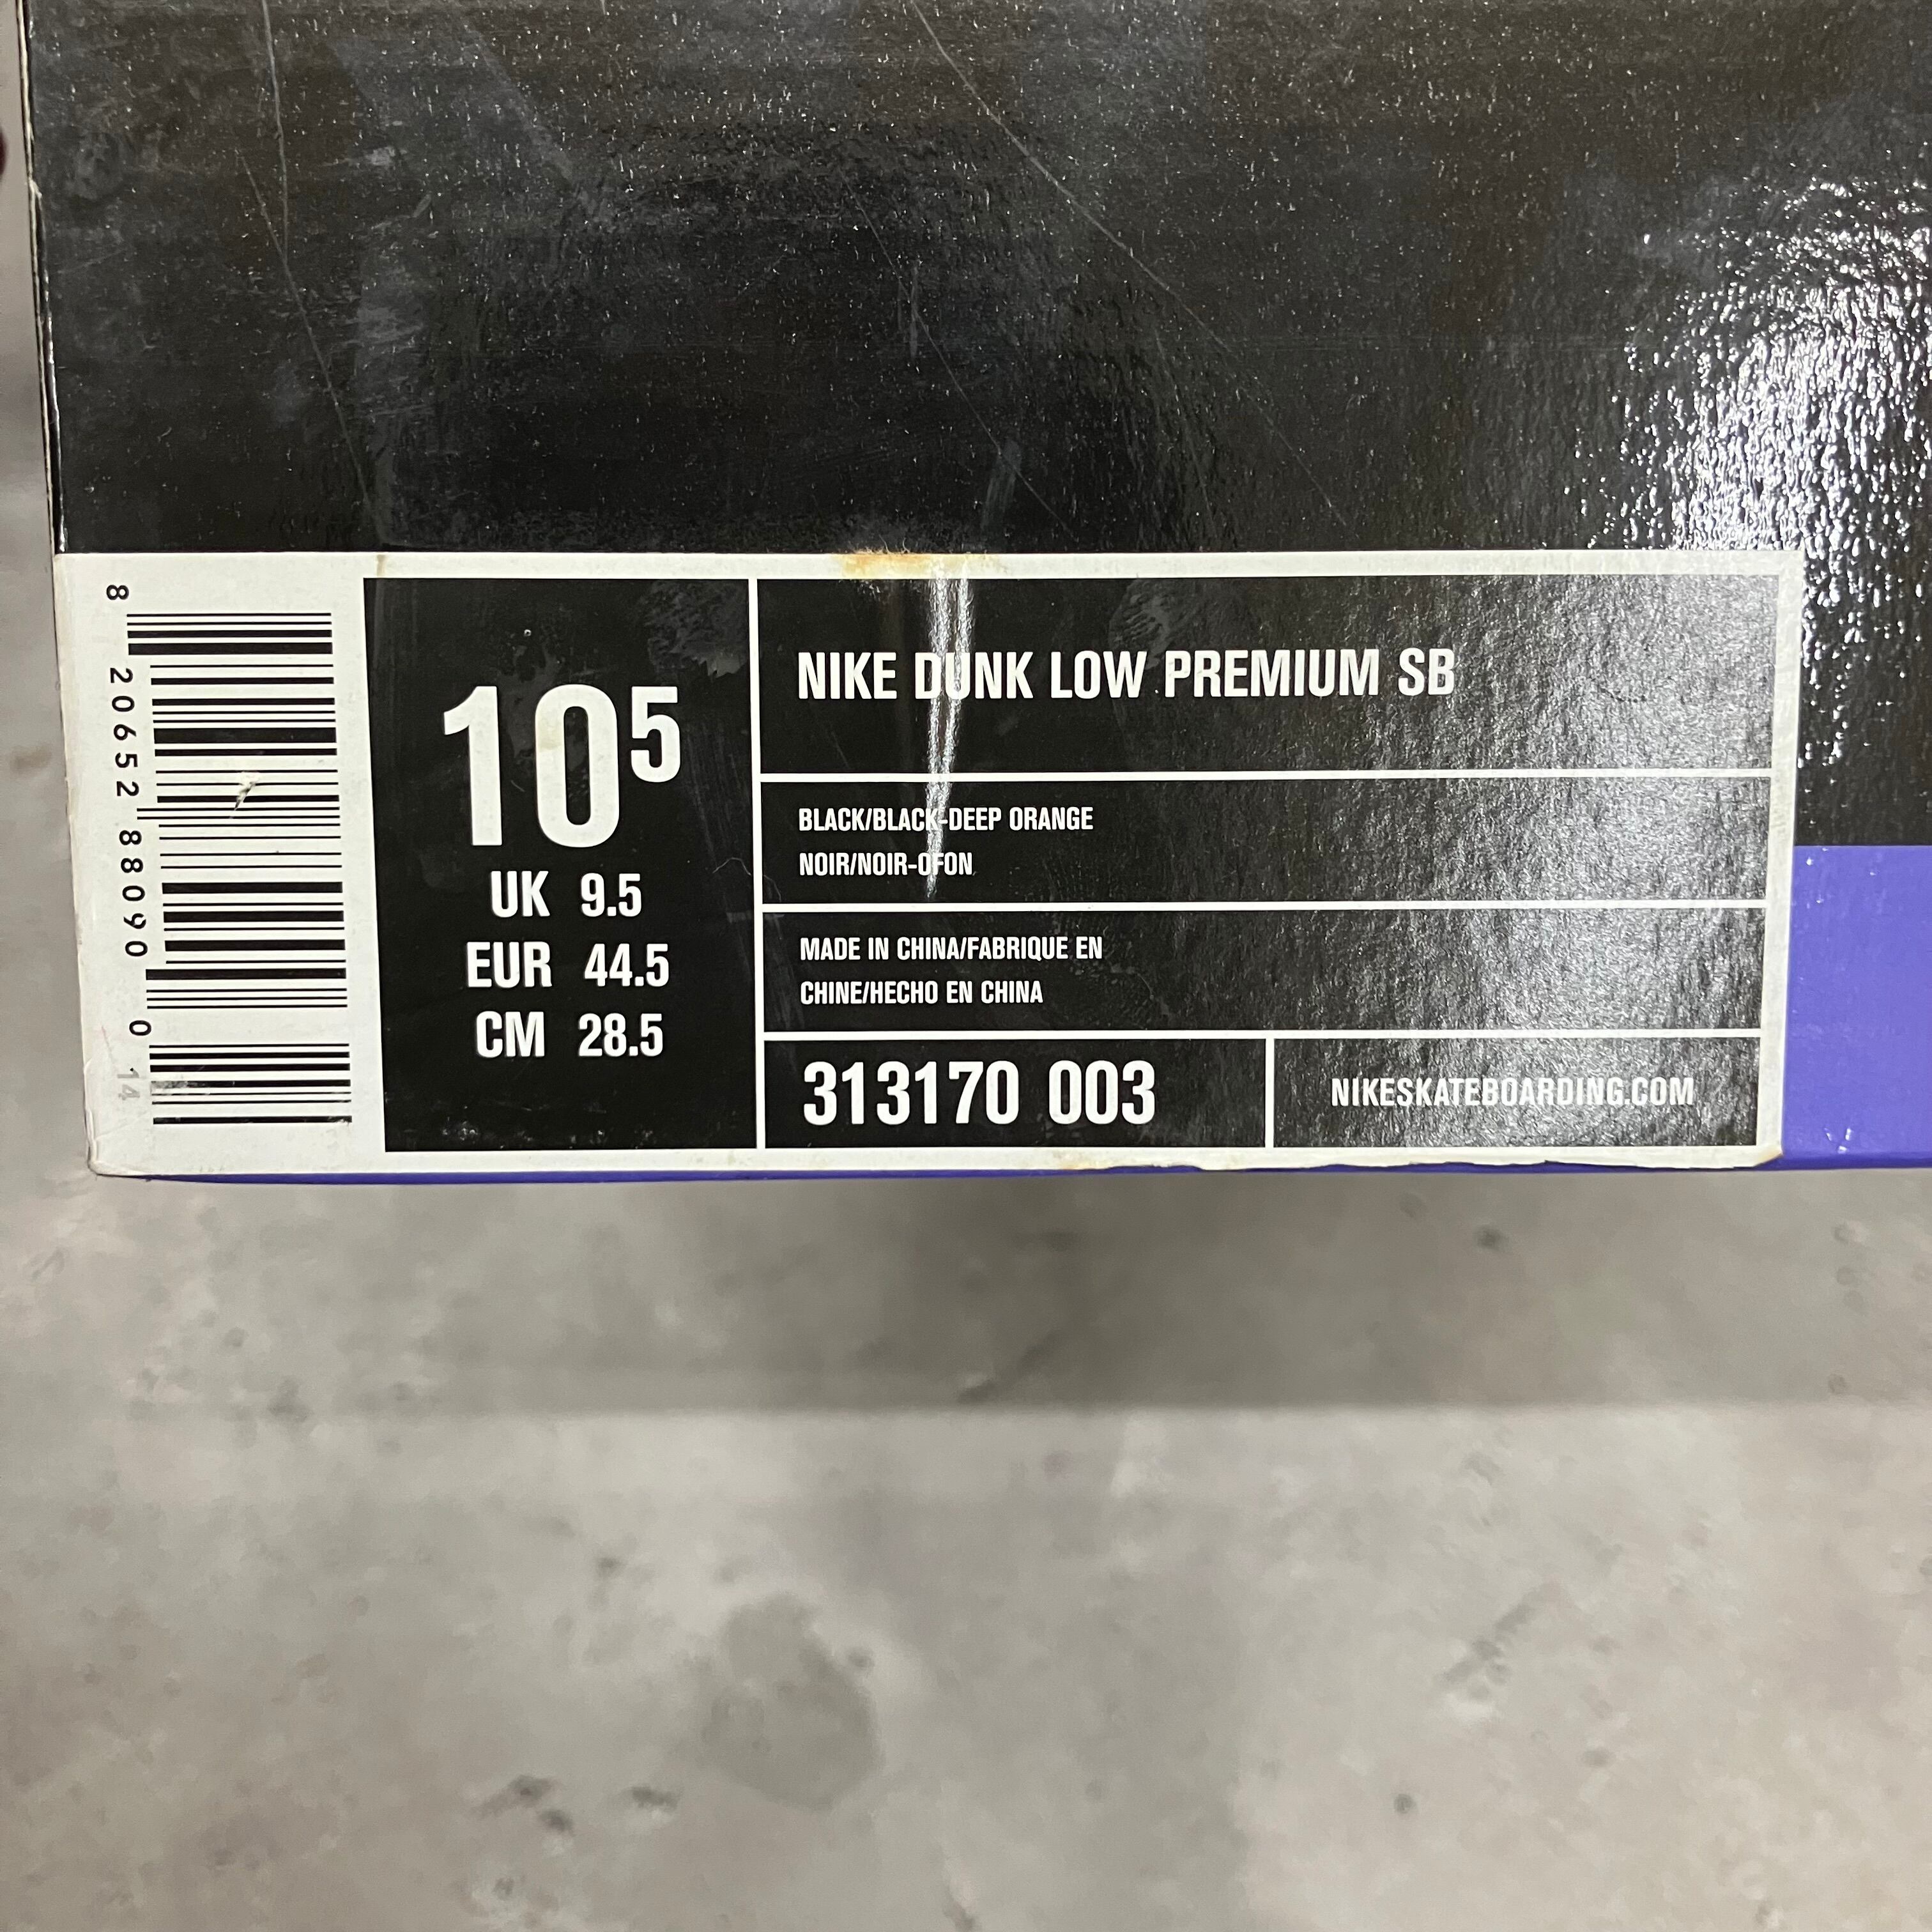 8 20652 88090 0 14
10 5
UK 9.5
EUR 44.5
CM 28.5
NIKE DUNK LOW PREMIUM SB
BLACK/BLACK-DEEP ORANGE
NOIR/NOIR-OFON
MADE IN CHINA/FABRIQUE EN
CHINE/HECHO EN CHINA
313170 003
NIKESKATEBOARDING.COM